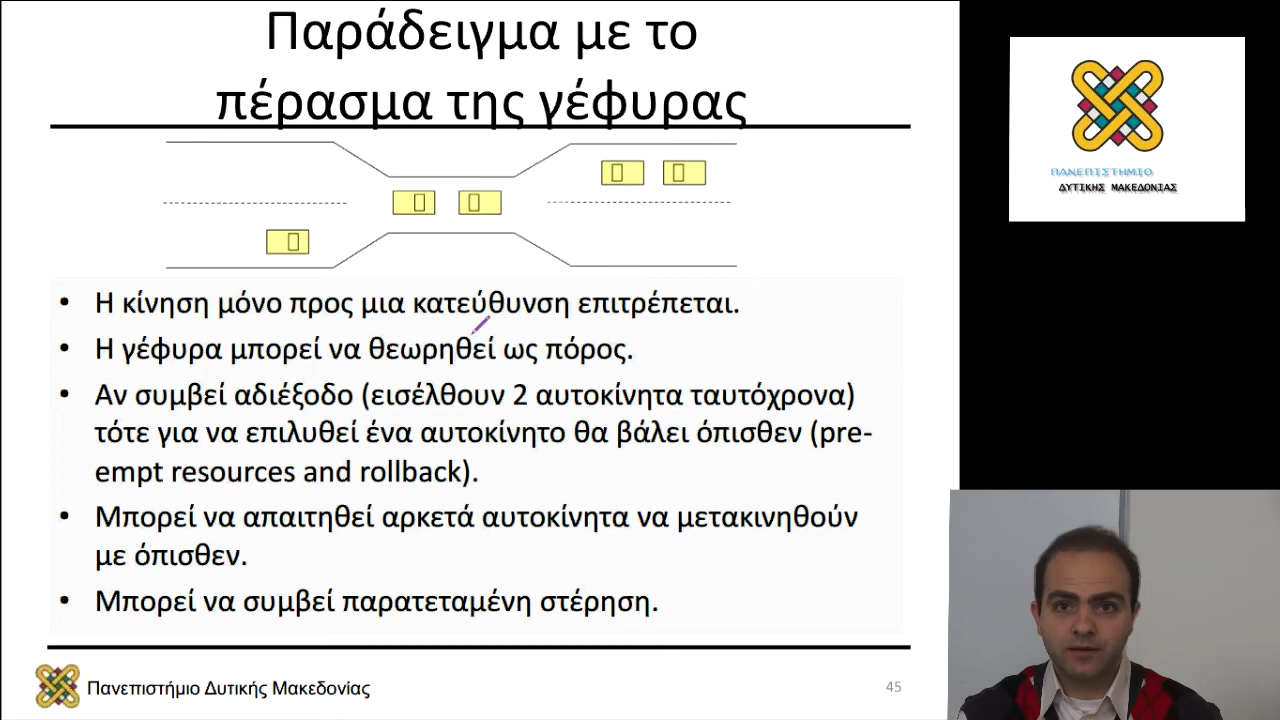 Παράδειγμα με το
πέρασμα της γέφυρας
ΠΑΝΕΠΙΣΤΗΜΙΟ
ΔΥΤΙΚΗΣ ΜΑΚΕΔΟΝΙΑΣ
• Η κίνηση μόνο προς μια κατεύθυνση επιτρέπεται.
• Η γέφυρα μπορεί να θεωρηθεί ως πόρος.
• Αν συμβεί αδιέξοδο (εισέλθουν 2 αυτοκίνητα ταυτόχρονα)
τότε για να επιλυθεί ένα αυτοκίνητο θα βάλει όπισθεν (pre-
empt resources and rollback).
• Μπορεί να απαιτηθεί αρκετά αυτοκίνητα να μετακινηθούν
με όπισθεν.
• Μπορεί να συμβεί παρατεταμένη στέρηση.
Πανεπιστήμιο Δυτικής Μακεδονίας
45